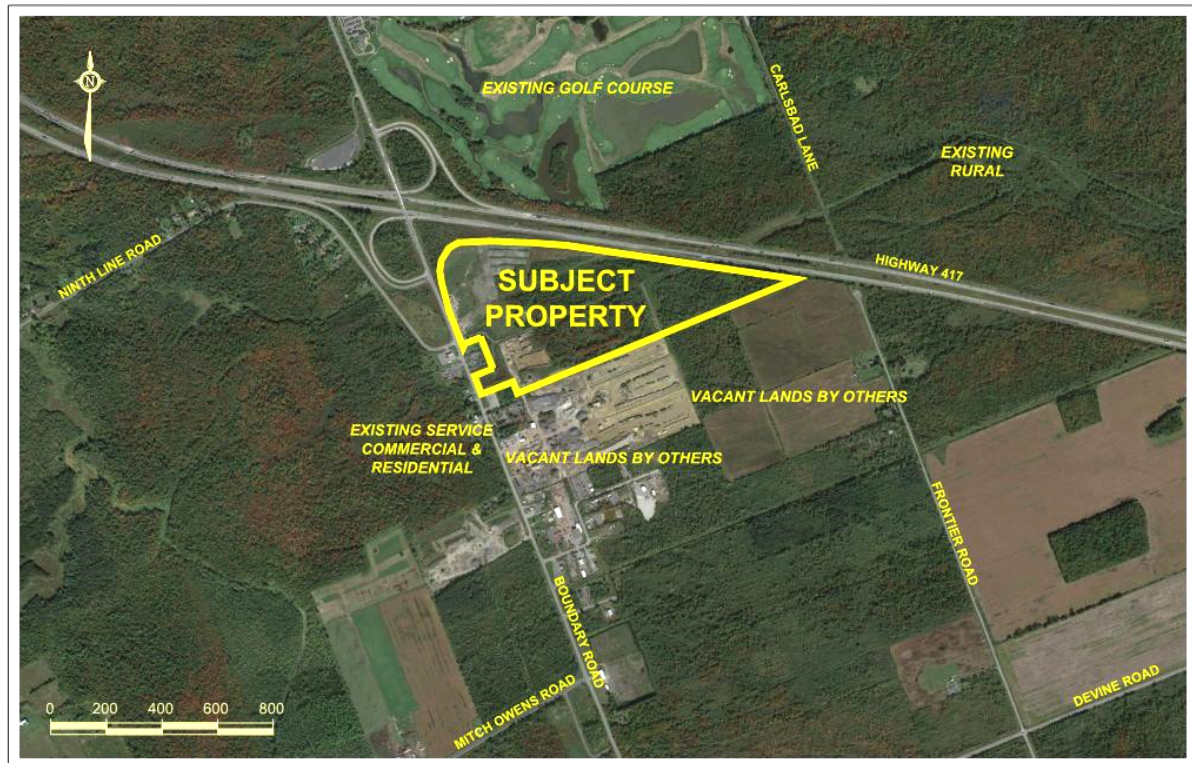 N
EXISTING GOLF COURSE
CARLSBAD LANE
EXISTING
RURAL
NINTH LINE ROAD
HIGHWAY 417
SUBJECT
PROPERTY
VACANT LANDS BY OTHERS
EXISTING SERVICE
COMMERCIAL &
RESIDENTIAL
VACANT LANDS BY OTHERS
FRONTIER ROAD
BOUNDARY ROAD
MITCH OWENS ROAD
DEVINE ROAD
0 200 400 600 800